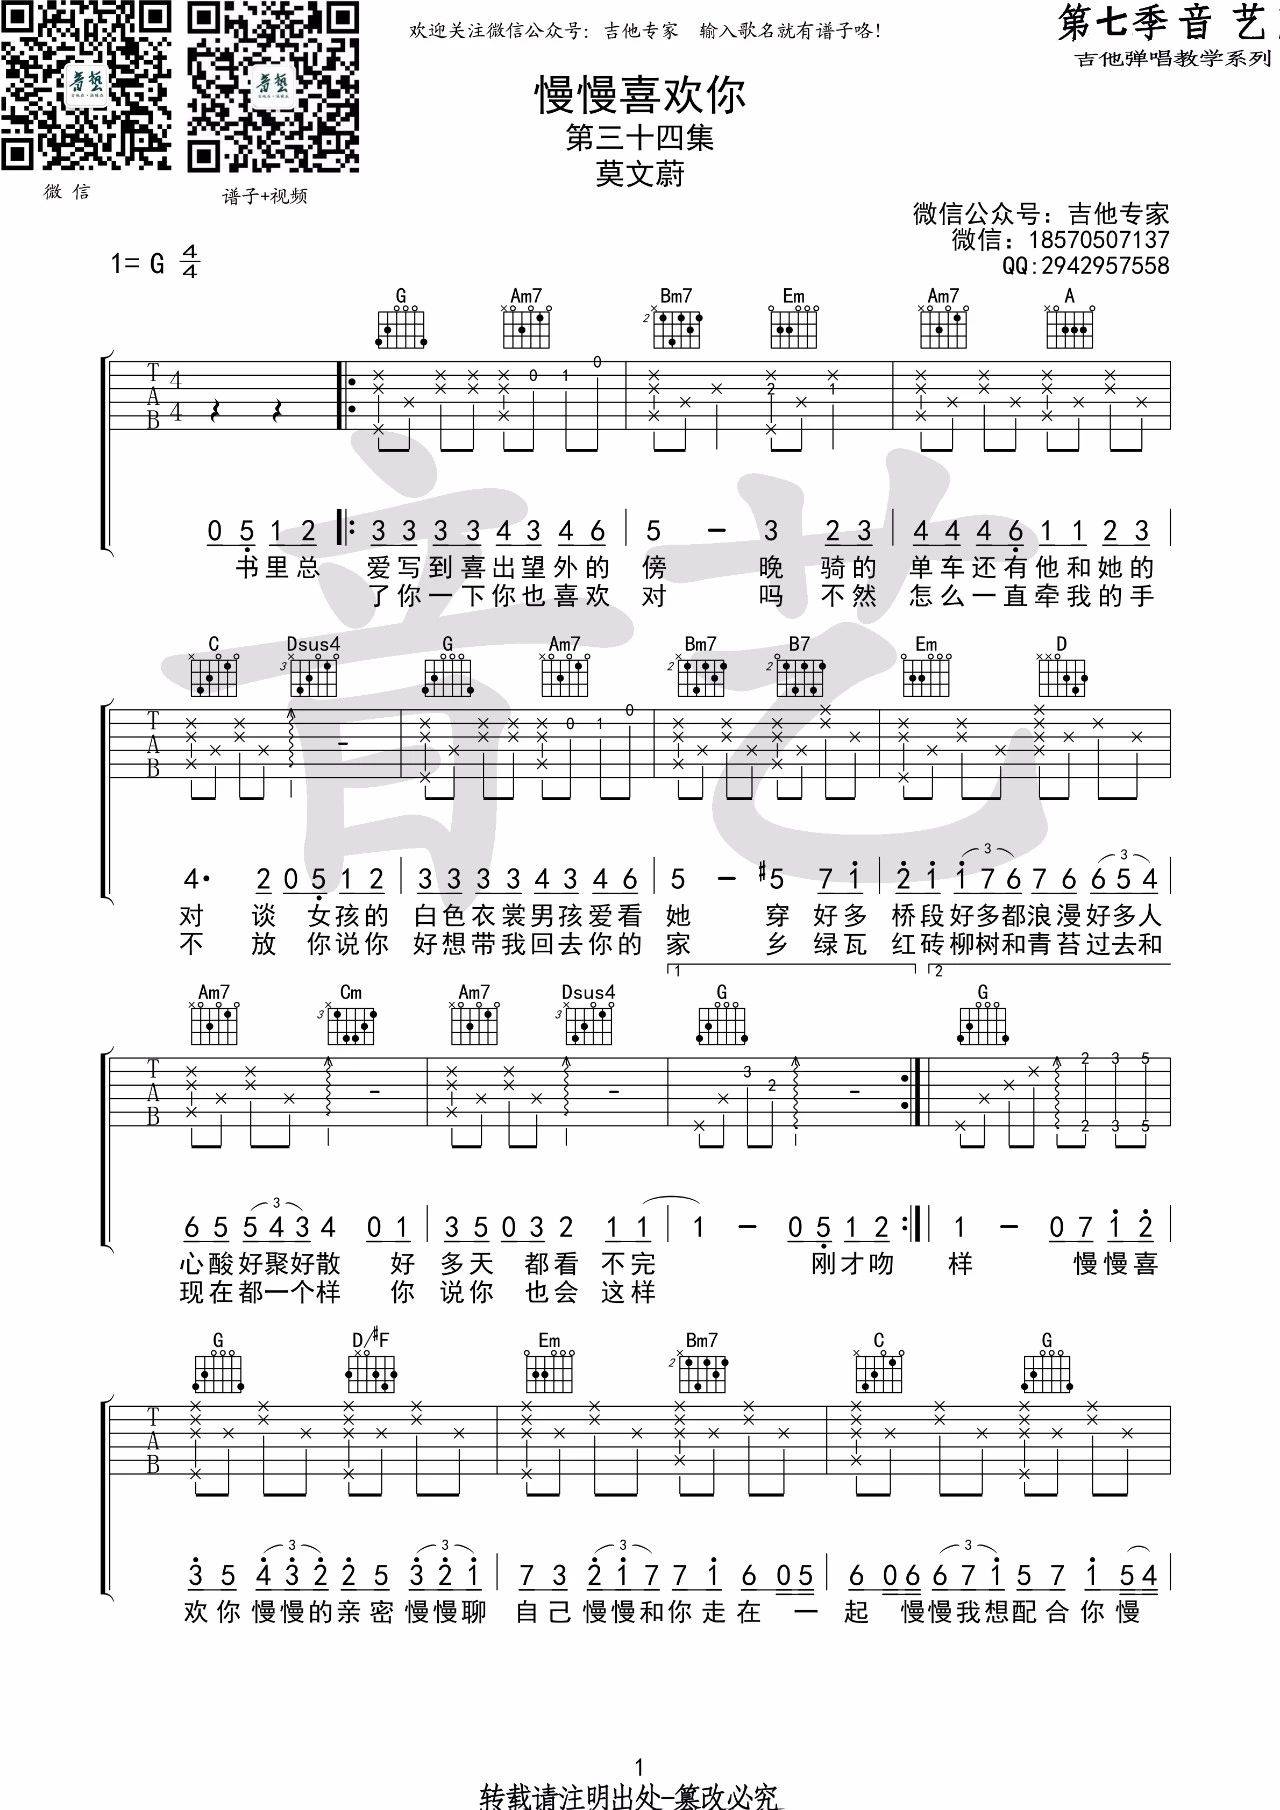 欢迎关注微信公众号：吉他专家　输入歌名就有谱子咯！
第七季音 艺
吉他弹唱教学系列
慢慢喜欢你
第三十四集
莫文蔚
微 信
谱子+视频
微信公众号：吉他专家
微信：18570507137
QQ:2942957558
1= G 4/4
G Am7 Bm7 Em Am7 A
0 5 1 2 3 3 3 3 4 3 4 6 5 － 3 2 3 4 4 4 6 1 1 2 3
书里总 爱写到喜出望外的 傍 晚 骑的 单车还有他和她的
了你一下你也喜欢 对 吗 不然 怎么一直牵我的手
C Dsus4 G Am7 Bm7 B7 Em D
4· 2 0 5 1 2 3 3 3 3 4 3 4 6 5 － #5 7 1 2 1 1 7 6 7 6 6 5 4
对 谈 女孩的 白色衣裳男孩爱看 她 穿 好多 桥段好多都浪漫好多人
不 放 你说你 好想带我回去你的 家 乡 绿瓦 红砖柳树和青苔过去和
1 2
Am7 Cm Am7 Dsus4 G G
6 5 5 4 3 4 0 1 3 5 0 3 2 1 1 1 － 0 5 1 2 1 － 0 7 1 2
心酸好聚好散 好 多天 都看 不完 刚才吻 样 慢慢喜
现在都一个样 你 说你 也会 这样
G D/#F Em Bm7 C G
3 5 4 3 2 2 5 3 2 1 7 3 2 1 7 7 1 6 0 5 6 0 6 6 7 1 5 7 1 5 4
欢你 慢慢的亲密 慢慢聊 自己 慢慢和你走在 一 起 慢慢我想配合你慢
1
转载请注明出处-篡改必究
音艺